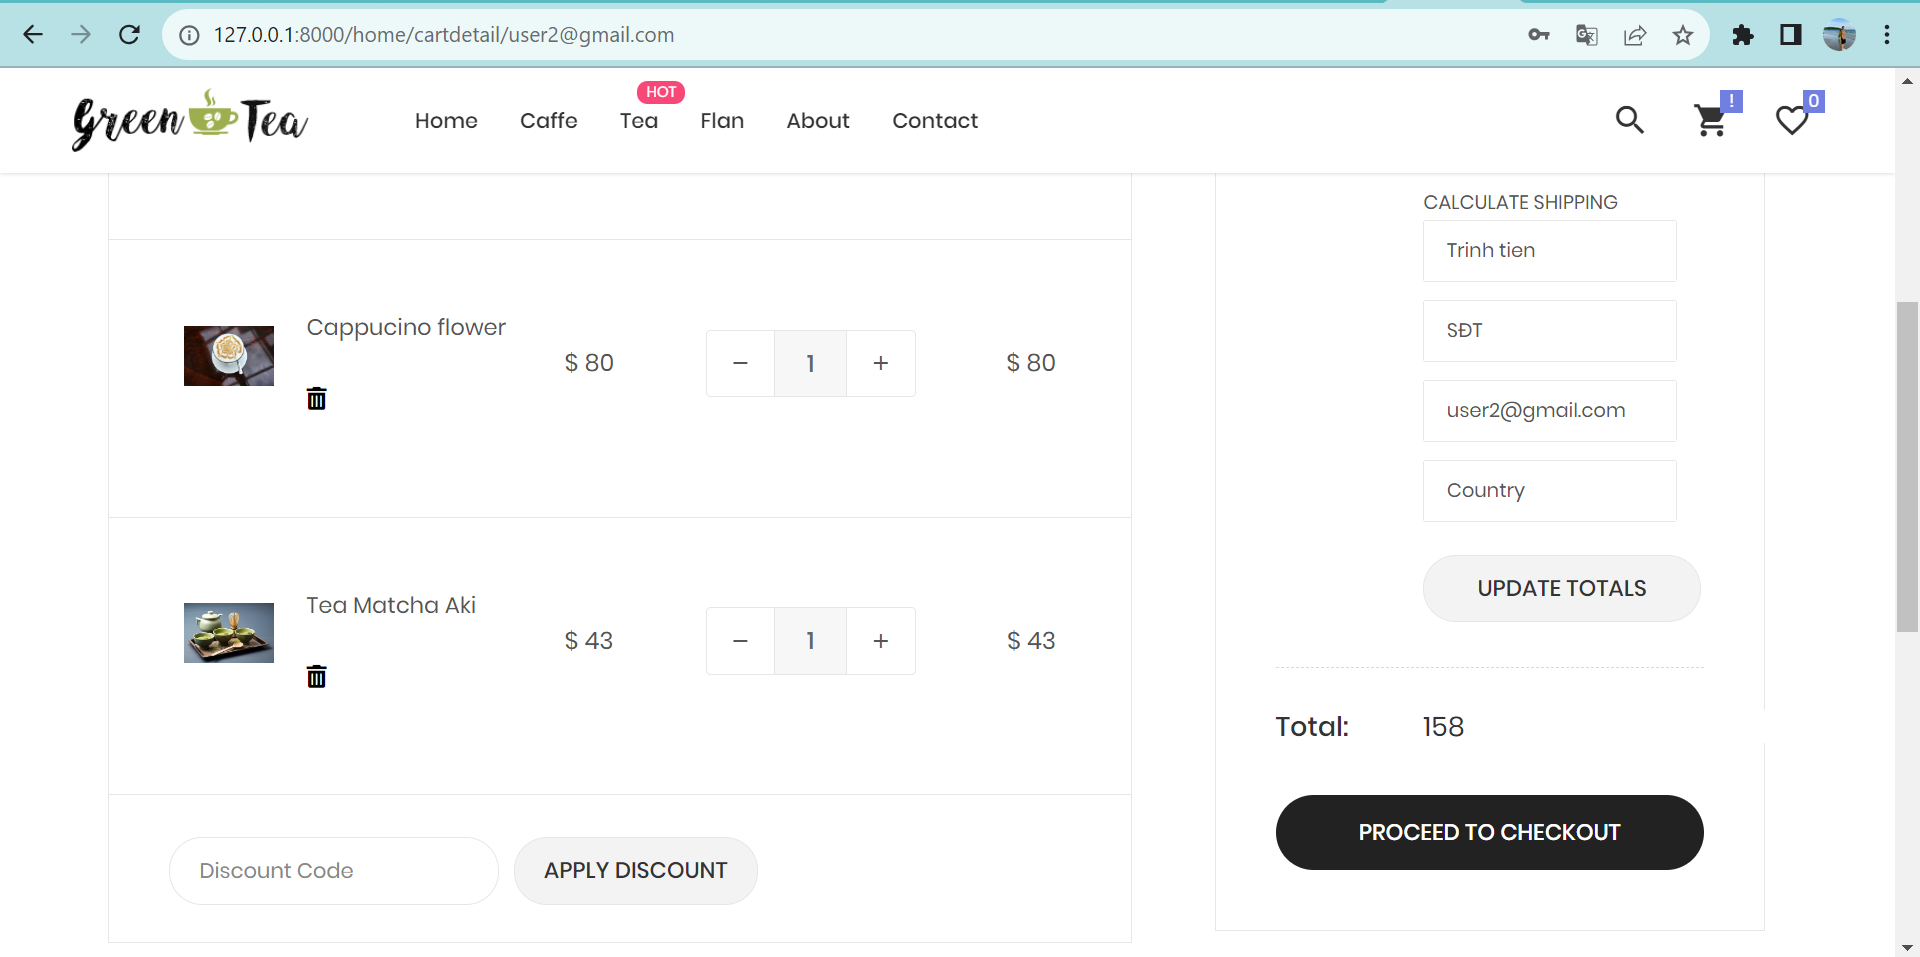 127.0.0.1:8000/home/cartdetail/user2@gmail.com
Green Tea
Home
Caffe
Tea
HOT
Flan
About
Contact
!
0
CALCULATE SHIPPING
Trinh tien
SĐT
user2@gmail.com
Country
UPDATE TOTALS
Total: 158
PROCEED TO CHECKOUT
Cappucino flower
$ 80
− 1 +
$ 80
Tea Matcha Aki
$ 43
− 1 +
$ 43
Discount Code
APPLY DISCOUNT